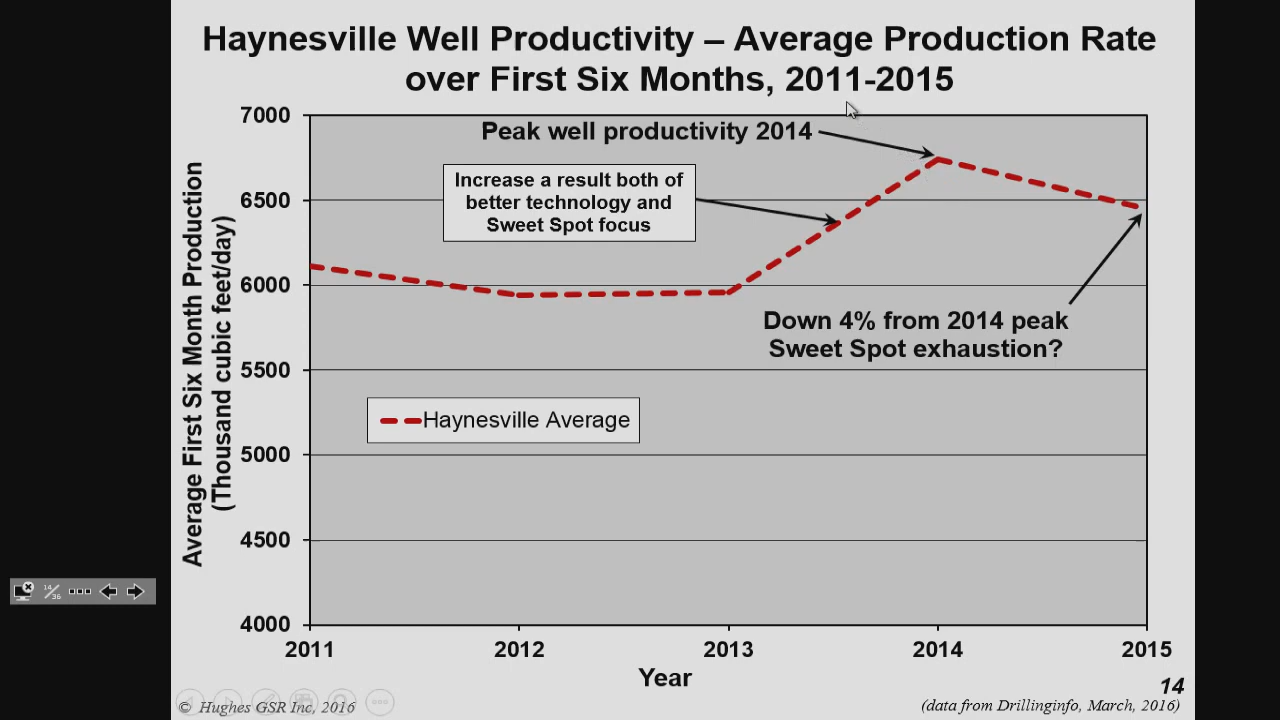 Haynesville Well Productivity – Average Production Rate
over First Six Months, 2011-2015
Average First Six Month Production
(Thousand cubic feet/day)
7000
6500
6000
5500
5000
4500
4000
Peak well productivity 2014
Increase a result both of
better technology and
Sweet Spot focus
Down 4% from 2014 peak
Sweet Spot exhaustion?
Haynesville Average
2011 2012 2013 2014 2015
Year
14/36
14
© Hughes GSR Inc, 2016
(data from Drillinginfo, March, 2016)